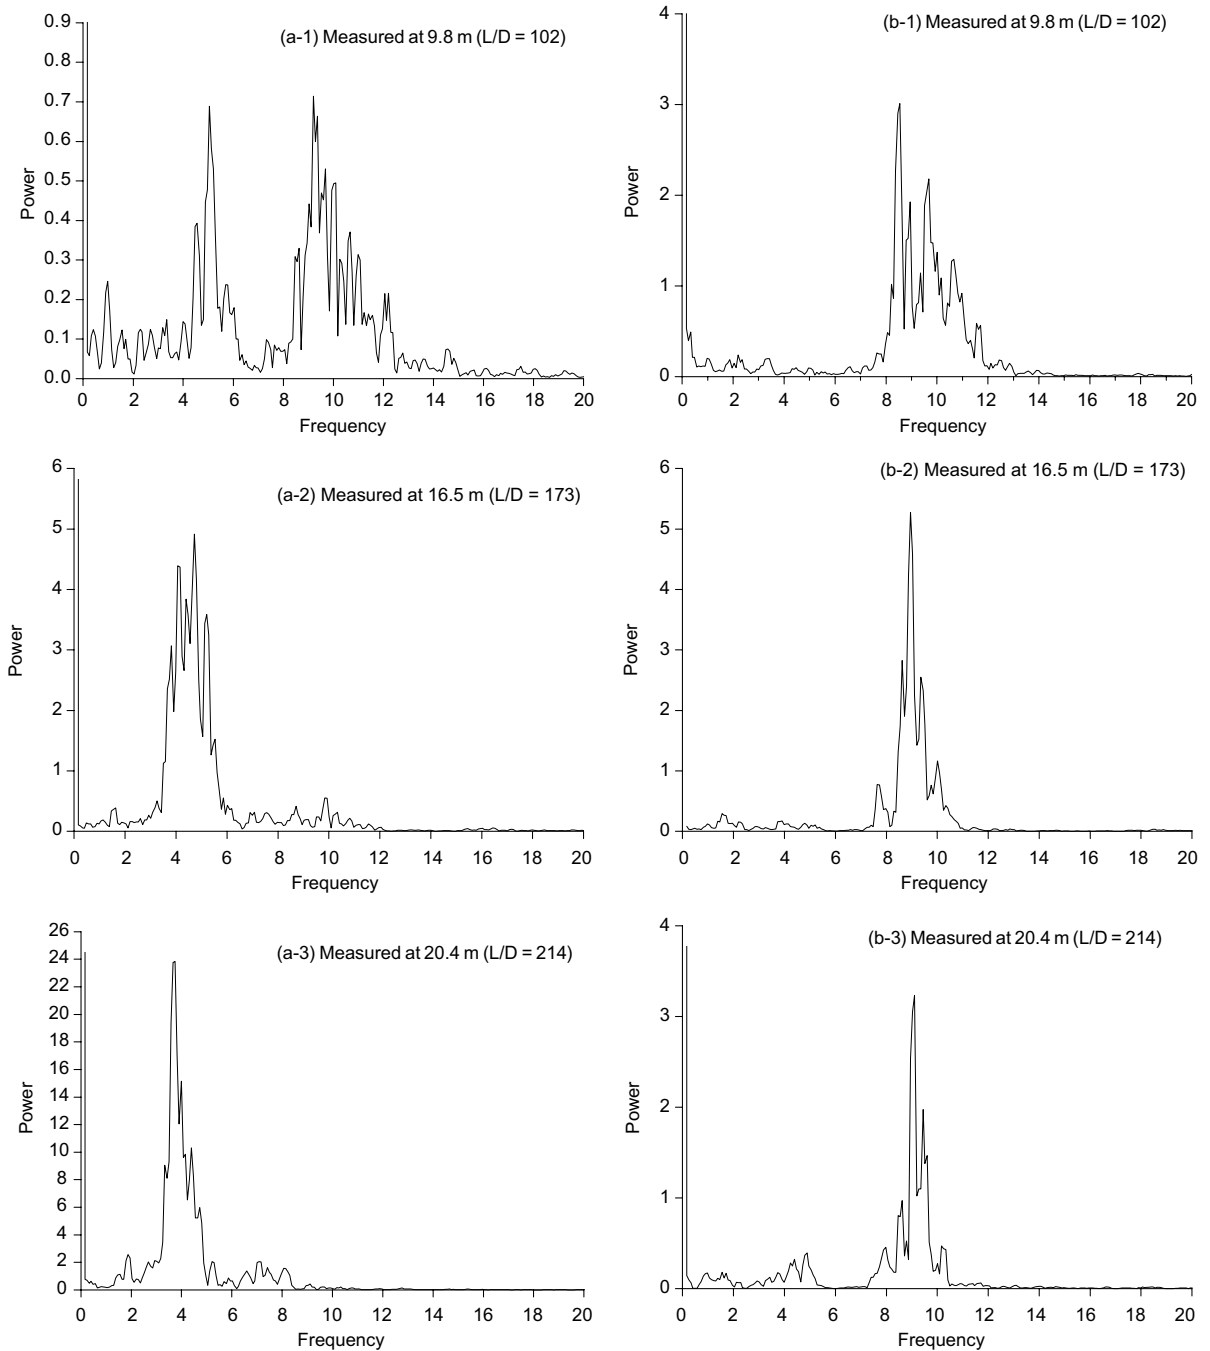 (a-1) Measured at 9.8 m (L/D = 102)
0.9
0.8
0.7
0.6
0.5
0.4
0.3
0.2
0.1
0.0
Power
0 2 4 6 8 10 12 14 16 18 20
Frequency
(b-1) Measured at 9.8 m (L/D = 102)
4
3
2
1
0
Power
0 2 4 6 8 10 12 14 16 18 20
Frequency
(a-2) Measured at 16.5 m (L/D = 173)
6
5
4
3
2
1
0
Power
0 2 4 6 8 10 12 14 16 18 20
Frequency
(b-2) Measured at 16.5 m (L/D = 173)
6
5
4
3
2
1
0
Power
0 2 4 6 8 10 12 14 16 18 20
Frequency
(a-3) Measured at 20.4 m (L/D = 214)
26
24
22
20
18
16
14
12
10
8
6
4
2
0
Power
0 2 4 6 8 10 12 14 16 18 20
Frequency
(b-3) Measured at 20.4 m (L/D = 214)
4
3
2
1
0
Power
0 2 4 6 8 10 12 14 16 18 20
Frequency